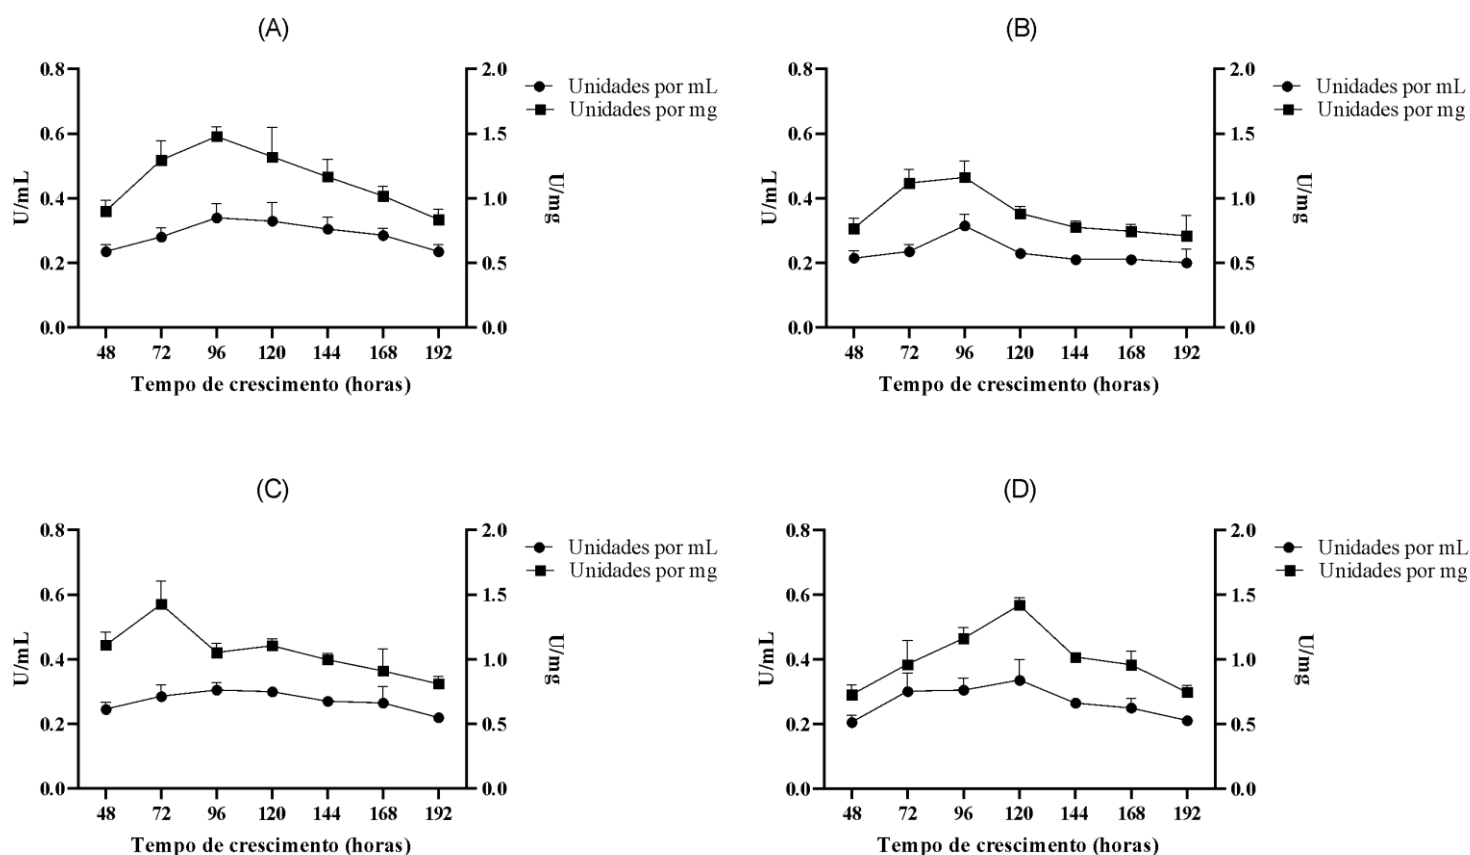 (A)
0.8
0.6
0.4
0.2
0.0
U/mL
2.0
1.5
1.0
0.5
0.0
U/mg
48 72 96 120 144 168 192
Tempo de crescimento (horas)
Unidades por mL
Unidades por mg
(B)
0.8
0.6
0.4
0.2
0.0
U/mL
2.0
1.5
1.0
0.5
0.0
U/mg
48 72 96 120 144 168 192
Tempo de crescimento (horas)
Unidades por mL
Unidades por mg
(C)
0.8
0.6
0.4
0.2
0.0
U/mL
2.0
1.5
1.0
0.5
0.0
U/mg
48 72 96 120 144 168 192
Tempo de crescimento (horas)
Unidades por mL
Unidades por mg
(D)
0.8
0.6
0.4
0.2
0.0
U/mL
2.0
1.5
1.0
0.5
0.0
U/mg
48 72 96 120 144 168 192
Tempo de crescimento (horas)
Unidades por mL
Unidades por mg